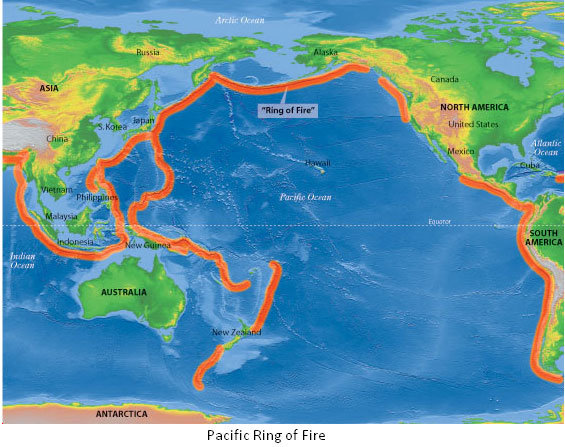 Arctic Ocean
Russia
Alaska
ASIA
Canada
"Ring of Fire"
NORTH AMERICA
Japan
S. Korea
United States
China
Atlantic
Ocean
Mexico
Hawaii
Cuba
Vietnam
Philippines
Pacific Ocean
Malaysia
Equator
Indonesia
New Guinea
SOUTH
AMERICA
Indian
Ocean
AUSTRALIA
New Zealand
ANTARCTICA
Pacific Ring of Fire